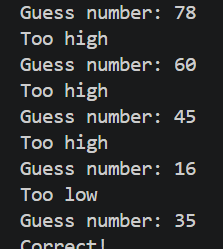 Guess number: 78
Too high
Guess number: 60
Too high
Guess number: 45
Too high
Guess number: 16
Too low
Guess number: 35
Correct!